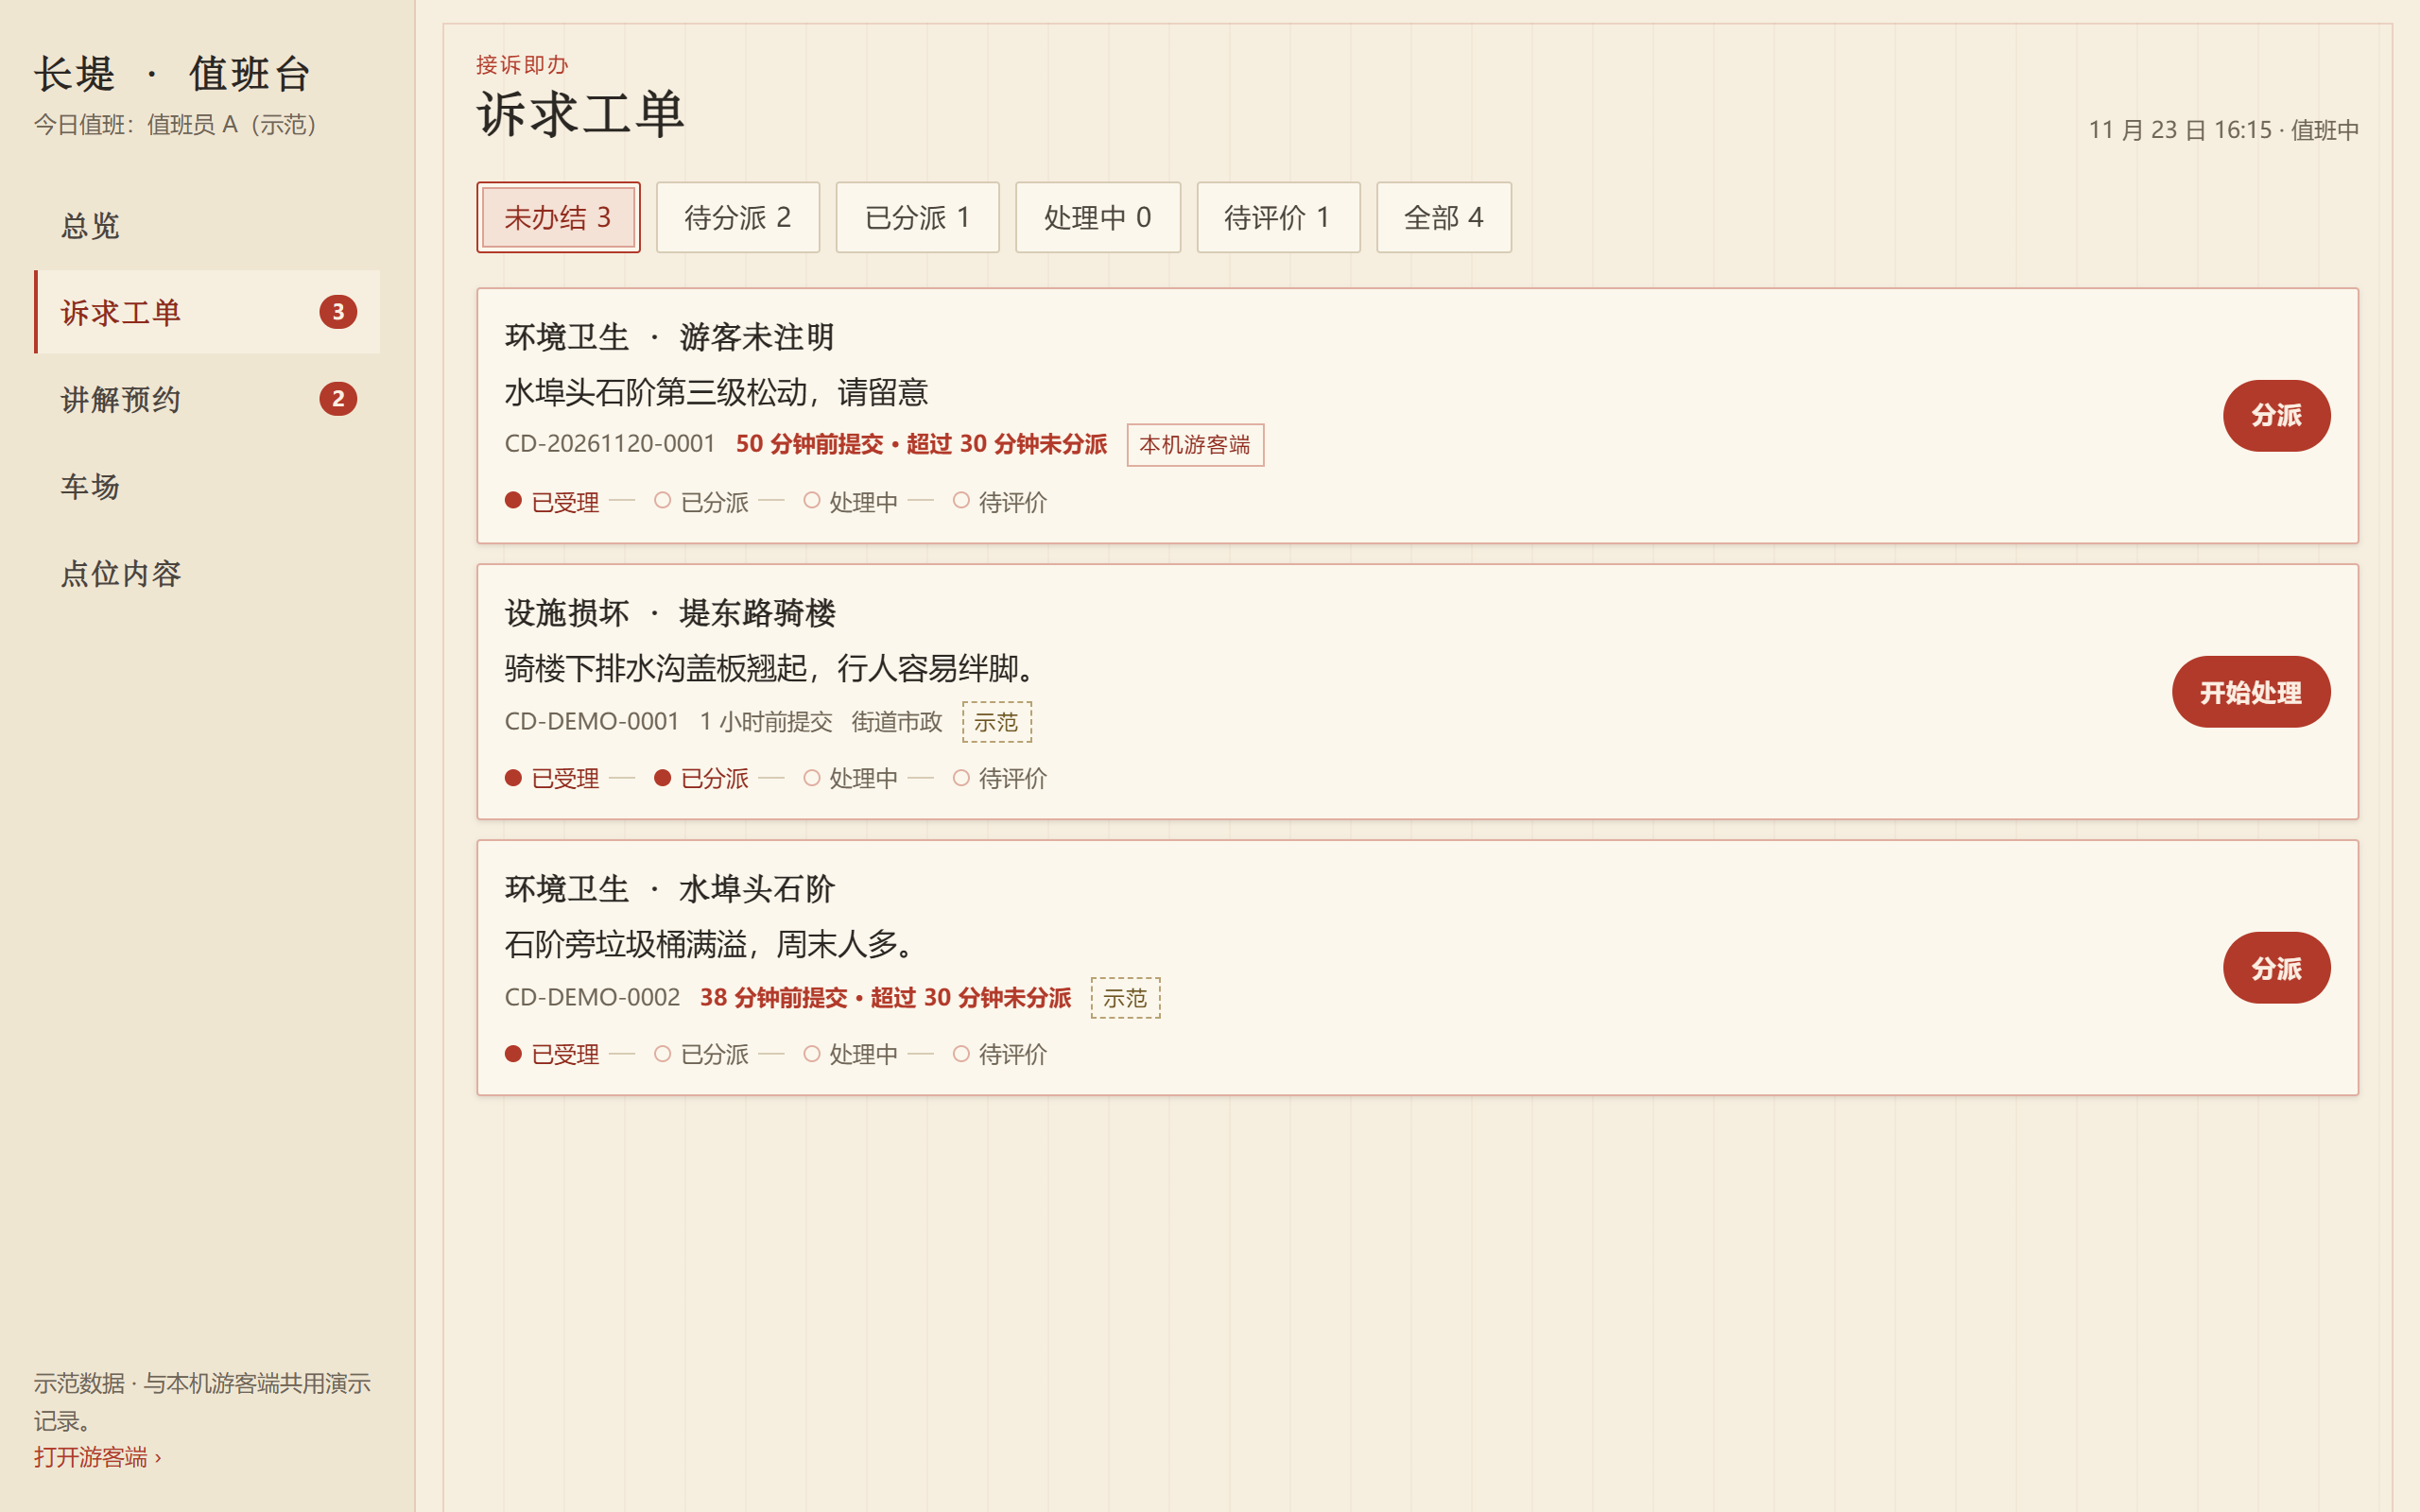 长堤 · 值班台
今日值班：值班员 A（示范）
总览
诉求工单 3
讲解预约 2
车场
点位内容
示范数据 · 与本机游客端共用演示
记录。
打开游客端 ›
接诉即办
诉求工单
11 月 23 日 16:15 · 值班中
未办结 3 待分派 2 已分派 1 处理中 0 待评价 1 全部 4
环境卫生 · 游客未注明
水埠头石阶第三级松动，请留意
CD-20261120-0001 50 分钟前提交 • 超过 30 分钟未分派 本机游客端
已受理 已分派 处理中 待评价
分派
设施损坏 · 堤东路骑楼
骑楼下排水沟盖板翘起，行人容易绊脚。
CD-DEMO-0001 1 小时前提交 街道市政 示范
已受理 已分派 处理中 待评价
开始处理
环境卫生 · 水埠头石阶
石阶旁垃圾桶满溢，周末人多。
CD-DEMO-0002 38 分钟前提交 • 超过 30 分钟未分派 示范
已受理 已分派 处理中 待评价
分派